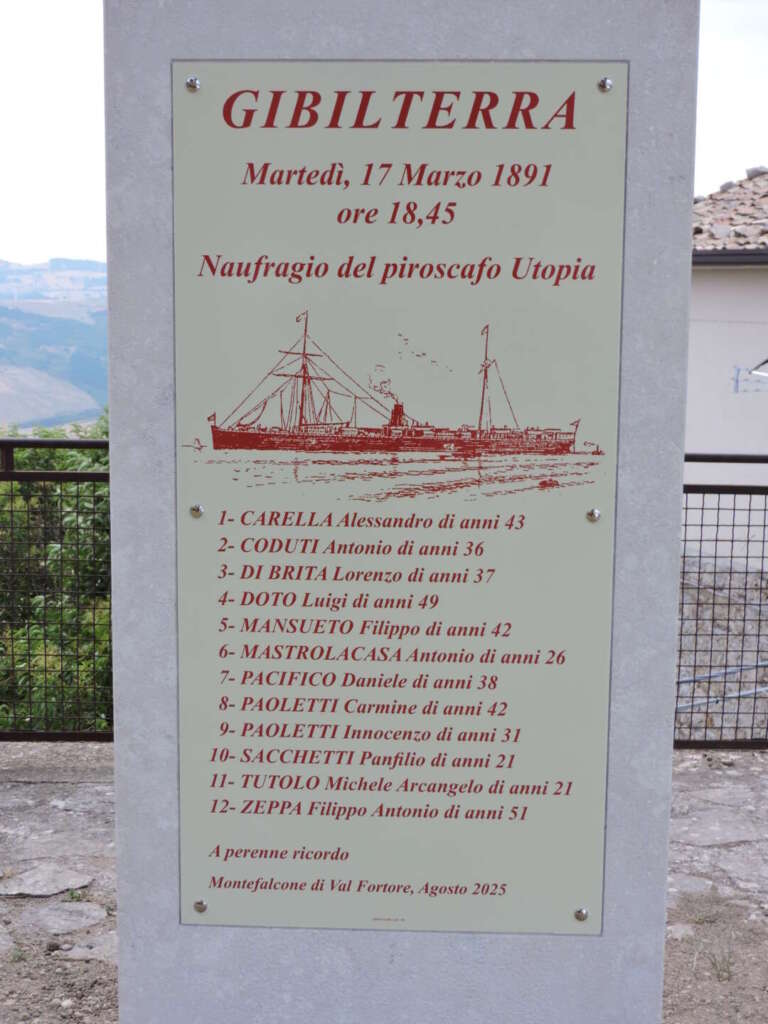 GIBILTERRA
Martedì, 17 Marzo 1891
ore 18,45
Naufragio del piroscafo Utopia
1- CARELLA Alessandro di anni 43
2- CODUTI Antonio di anni 36
3- DI BRITA Lorenzo di anni 37
4- DOTO Luigi di anni 49
5- MANSUETO Filippo di anni 42
6- MASTROLACASA Antonio di anni 26
7- PACIFICO Daniele di anni 38
8- PAOLETTI Carmine di anni 42
9- PAOLETTI Innocenzo di anni 31
10- SACCHETTI Panfilio di anni 21
11- TUTOLO Michele Arcangelo di anni 21
12- ZEPPA Filippo Antonio di anni 51
A perenne ricordo
Montefalcone di Val Fortore, Agosto 2025